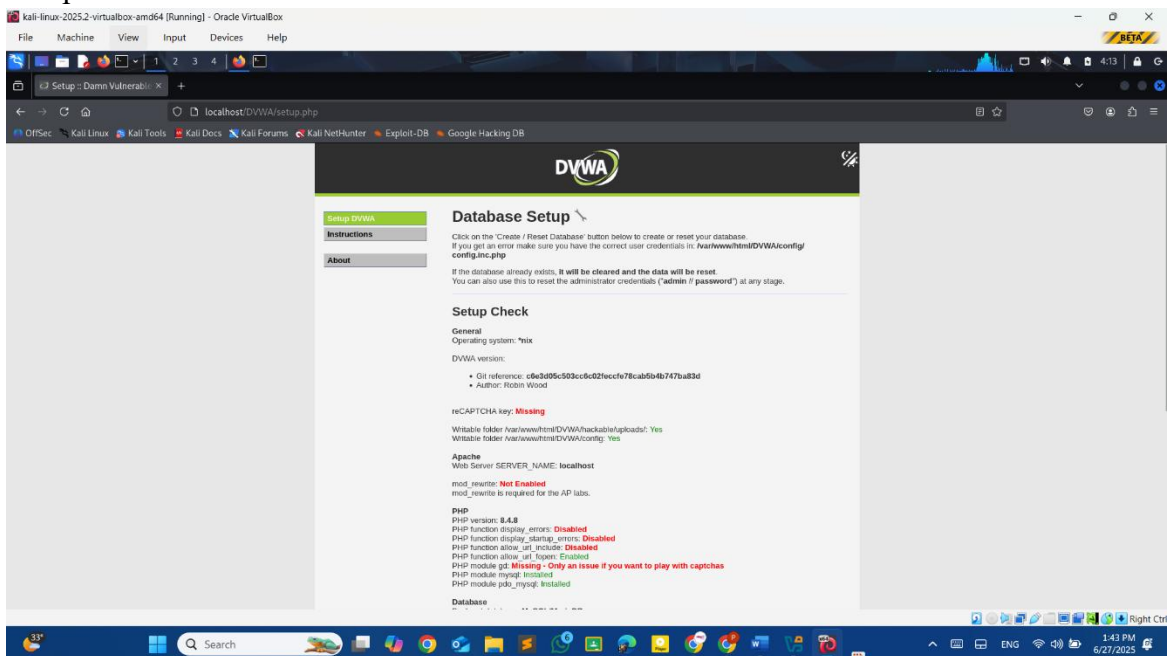 kali-linux-2025.2-virtualbox-amd64 [Running] - Oracle VirtualBox
File Machine View Input Devices Help
BETA
1 2 3 4
4:13
Setup :: Damn Vulnerable
localhost/DVWA/setup.php
OffSec Kali Linux Kali Tools Kali Docs Kali Forums Kali NetHunter Exploit-DB Google Hacking DB
DVWA
Setup DVWA
Instructions
About
Database Setup
Click on the 'Create / Reset Database' button below to create or reset your database.
If you get an error make sure you have the correct user credentials in: /var/www/html/DVWA/config/
config.inc.php
If the database already exists, it will be cleared and the data will be reset.
You can also use this to reset the administrator credentials ("admin // password") at any stage.
Setup Check
General
Operating system: *nix
DVWA version:
Git reference: c6e3d05c503cc6c02feccfe78cab5b4b747ba83d
Author: Robin Wood
reCAPTCHA key: Missing
Writable folder /var/www/html/DVWA/hackable/uploads/: Yes
Writable folder /var/www/html/DVWA/config: Yes
Apache
Web Server SERVER_NAME: localhost
mod_rewrite: Not Enabled
mod_rewrite is required for the AP labs.
PHP
PHP version: 8.4.8
PHP function display_errors: Disabled
PHP function display_startup_errors: Disabled
PHP function allow_url_include: Disabled
PHP function allow_url_fopen: Enabled
PHP module gd: Missing - Only an issue if you want to play with captchas
PHP module mysql: Installed
PHP module pdo_mysql: Installed
Database
Right Ctrl
33°
Search
ENG
1:43 PM
6/27/2025